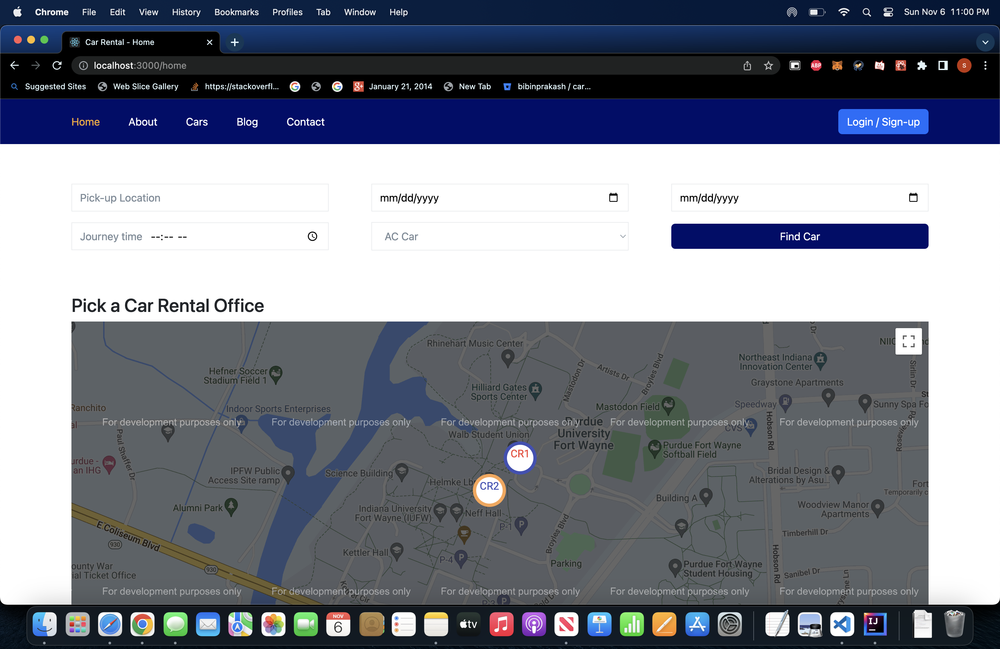 Chrome File Edit View History Bookmarks Profiles Tab Window Help Sun Nov 6 11:00 PM
Car Rental - Home
localhost:3000/home
ABP
S
Suggested Sites Web Slice Gallery https://stackoverfl... January 21, 2014 New Tab bibinprakash / car...
Home About Cars Blog Contact Login / Sign-up
Pick-up Location mm/dd/yyyy mm/dd/yyyy
Journey time --:-- -- AC Car Find Car
Pick a Car Rental Office
Rhinehart Music Center
NIIC
Hefner Soccer
Stadium Field 1
Hilliard Gates
Sports Center
Mastodon Dr
Artists Dr
Broyles Blvd
Northeast Indiana
Innovation Center
Sirlin Dr
Graystone Apartments
Ranchito
Indoor Sports Enterprises
Mastodon Field
Speedway
Sunny Spa Fo
For development purposes only For development purposes only For development purposes only For development purposes only For development purposes only
Purdue
University
Fort Wayne
Walb Student Union
CVS
Hobson Rd
Paul Shaffer Dr
CR1
Purdue Fort Wayne
Softball Field
urdue -
an IHG
IPFW Public
Access Site ramp
Science Building
Helmke Lb
CR2
Bridal Design &
Alterations by Asu...
Fort
Temporarily c
Alumni Park
Indiana University
Fort Wayne (IUFW)
Neff Hall
P-1
P
Building A
Woodview Manor
Apartments
E Coliseum Blvd
930
Broyles Blvd
Timberhill Dr
Kettler Hall
P-4
P
Parking
Hobson Rd
Purdue Fort Wayne
Student Housing
Sanibel Dr
ounty War
ial Ticket Office
930
For development purposes only For development purposes only For development purposes only For development purposes only For development purposes only
P-3
P
NOV
6
tv
IJ